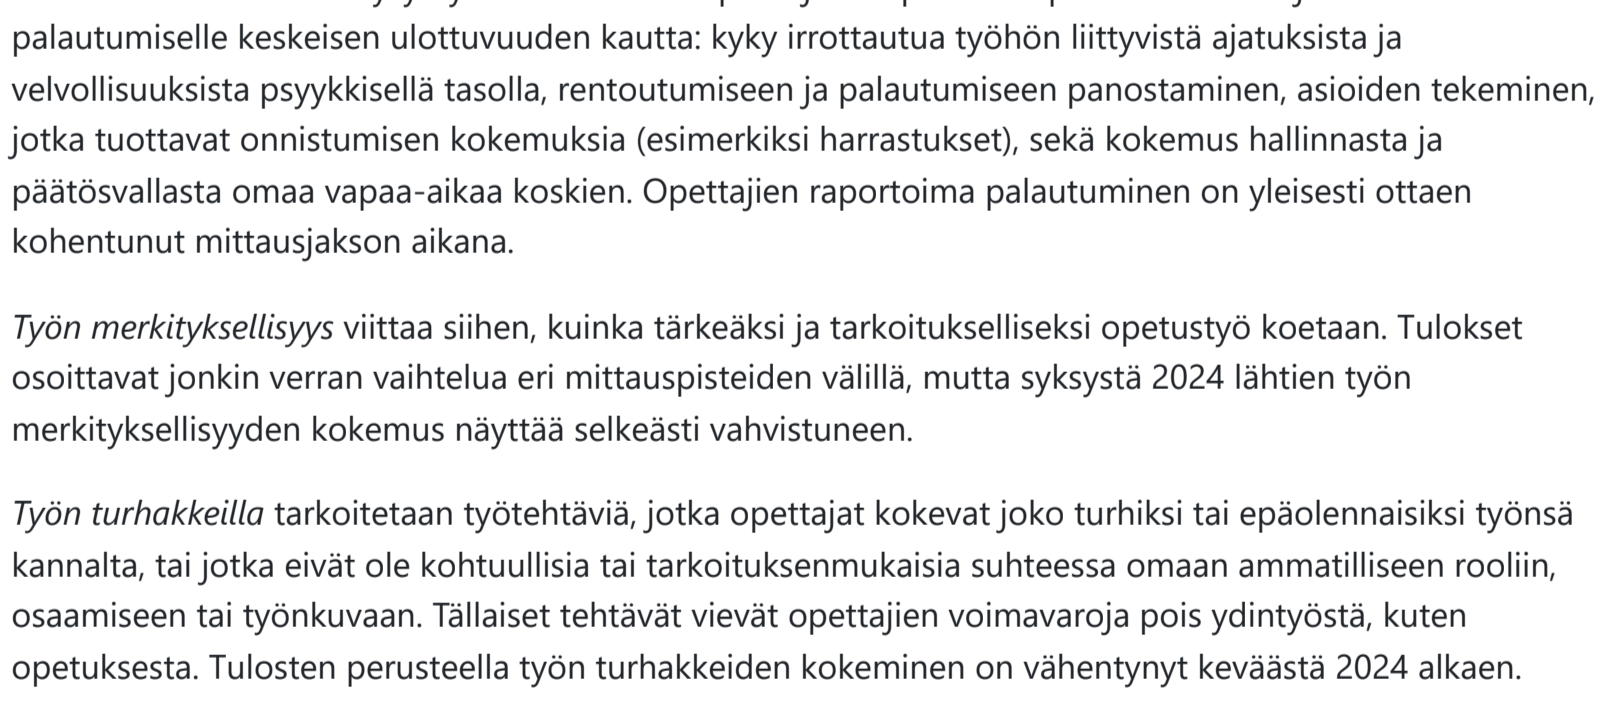 palautumiselle keskeisen ulottuvuuden kautta: kyky irrottautua työhön liittyvistä ajatuksista ja
velvollisuuksista psyykkisellä tasolla, rentoutumiseen ja palautumiseen panostaminen, asioiden tekeminen,
jotka tuottavat onnistumisen kokemuksia (esimerkiksi harrastukset), sekä kokemus hallinnasta ja
päätösvallasta omaa vapaa-aikaa koskien. Opettajien raportoima palautuminen on yleisesti ottaen
kohentunut mittausjakson aikana.
Työn merkityksellisyys viittaa siihen, kuinka tärkeäksi ja tarkoitukselliseksi opetustyö koetaan. Tulokset
osoittavat jonkin verran vaihtelua eri mittauspisteiden välillä, mutta syksystä 2024 lähtien työn
merkityksellisyyden kokemus näyttää selkeästi vahvistuneen.
Työn turhakkeilla tarkoitetaan työtehtäviä, jotka opettajat kokevat joko turhiksi tai epäolennaisiksi työnsä
kannalta, tai jotka eivät ole kohtuullisia tai tarkoituksenmukaisia suhteessa omaan ammatilliseen rooliin,
osaamiseen tai työnkuvaan. Tällaiset tehtävät vievät opettajien voimavaroja pois ydintyöstä, kuten
opetuksesta. Tulosten perusteella työn turhakkeiden kokeminen on vähentynyt keväästä 2024 alkaen.